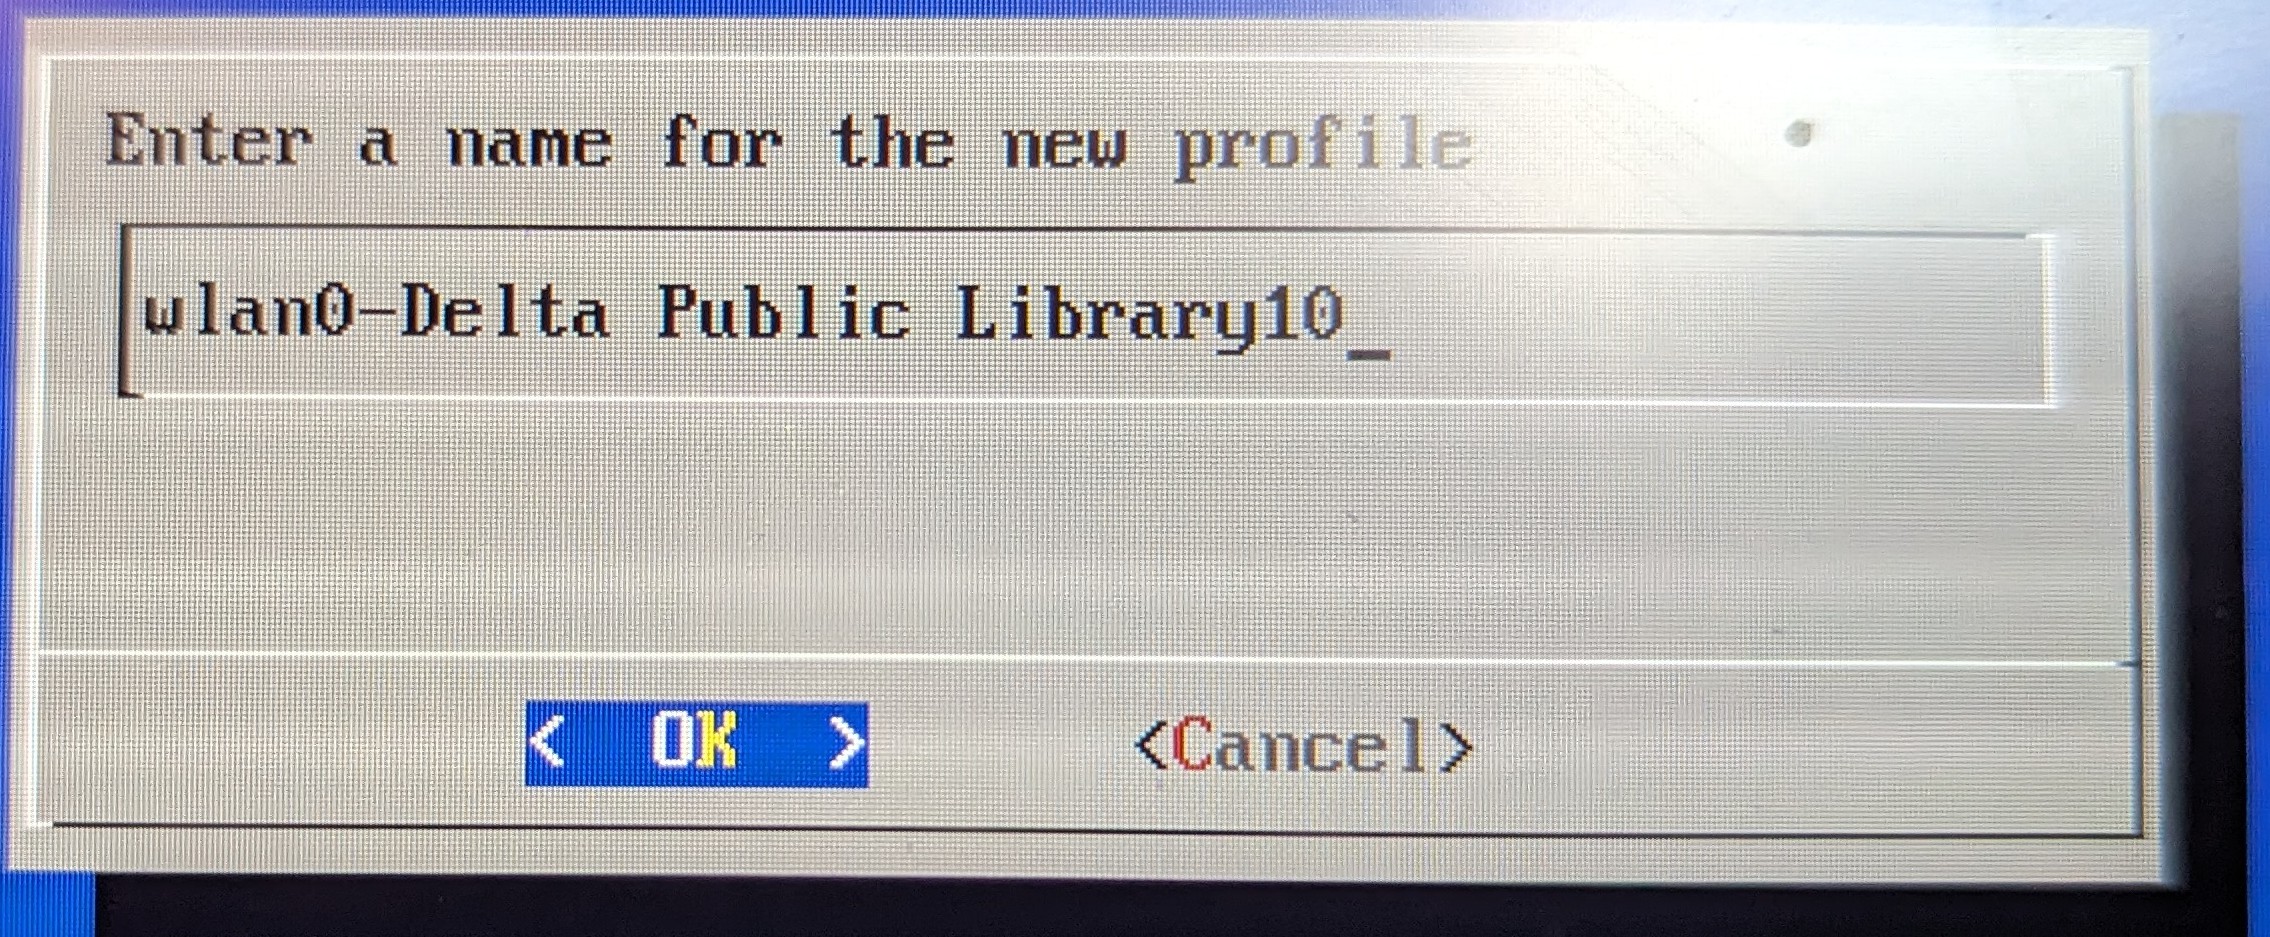 Enter a name for the new profile
wlan0-Delta Public Library10_
< OK > <Cancel>